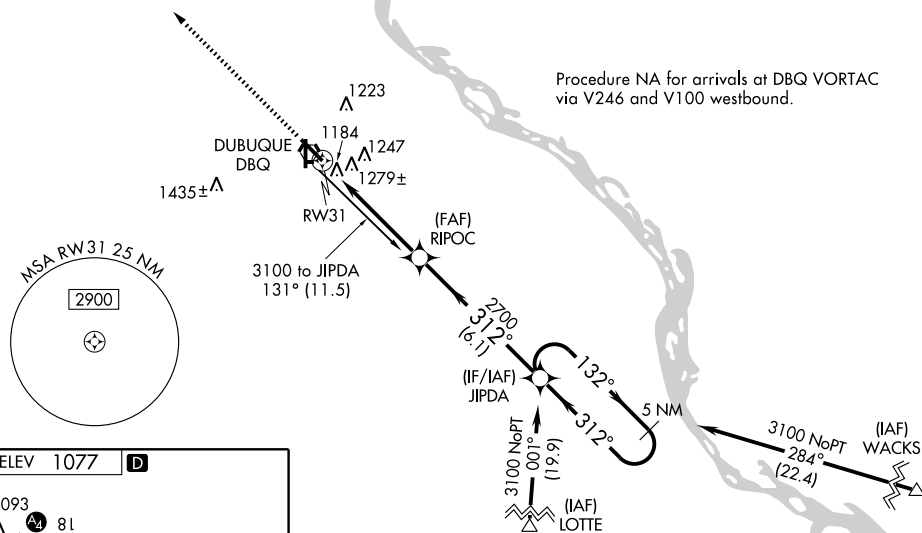 Procedure NA for arrivals at DBQ VORTAC
via V246 and V100 westbound.
1223
1184
1247
1279±
DUBUQUE
DBQ
1435±
RW31
(FAF)
RIPOC
3100 to JIPDA
131° (11.5)
MSA RW31 25 NM
2900
2700
312°
(6.1)
(IF/IAF)
JIPDA
132°
312°
5 NM
3100 NoPT
001°
(19.9)
(IAF)
LOTTE
3100 NoPT
284°
(22.4)
(IAF)
WACKS
ELEV 1077 D
093
A4
18